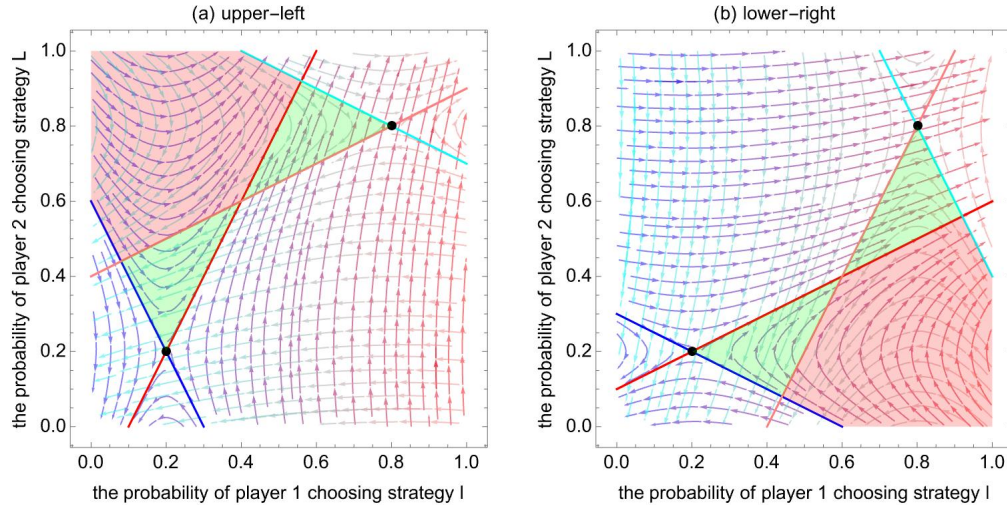 (a) upper-left
the probability of player 2 choosing strategy L
1.0
0.8
0.6
0.4
0.2
0.0
0.0 0.2 0.4 0.6 0.8 1.0
the probability of player 1 choosing strategy l
(b) lower-right
the probability of player 2 choosing strategy L
1.0
0.8
0.6
0.4
0.2
0.0
0.0 0.2 0.4 0.6 0.8 1.0
the probability of player 1 choosing strategy l